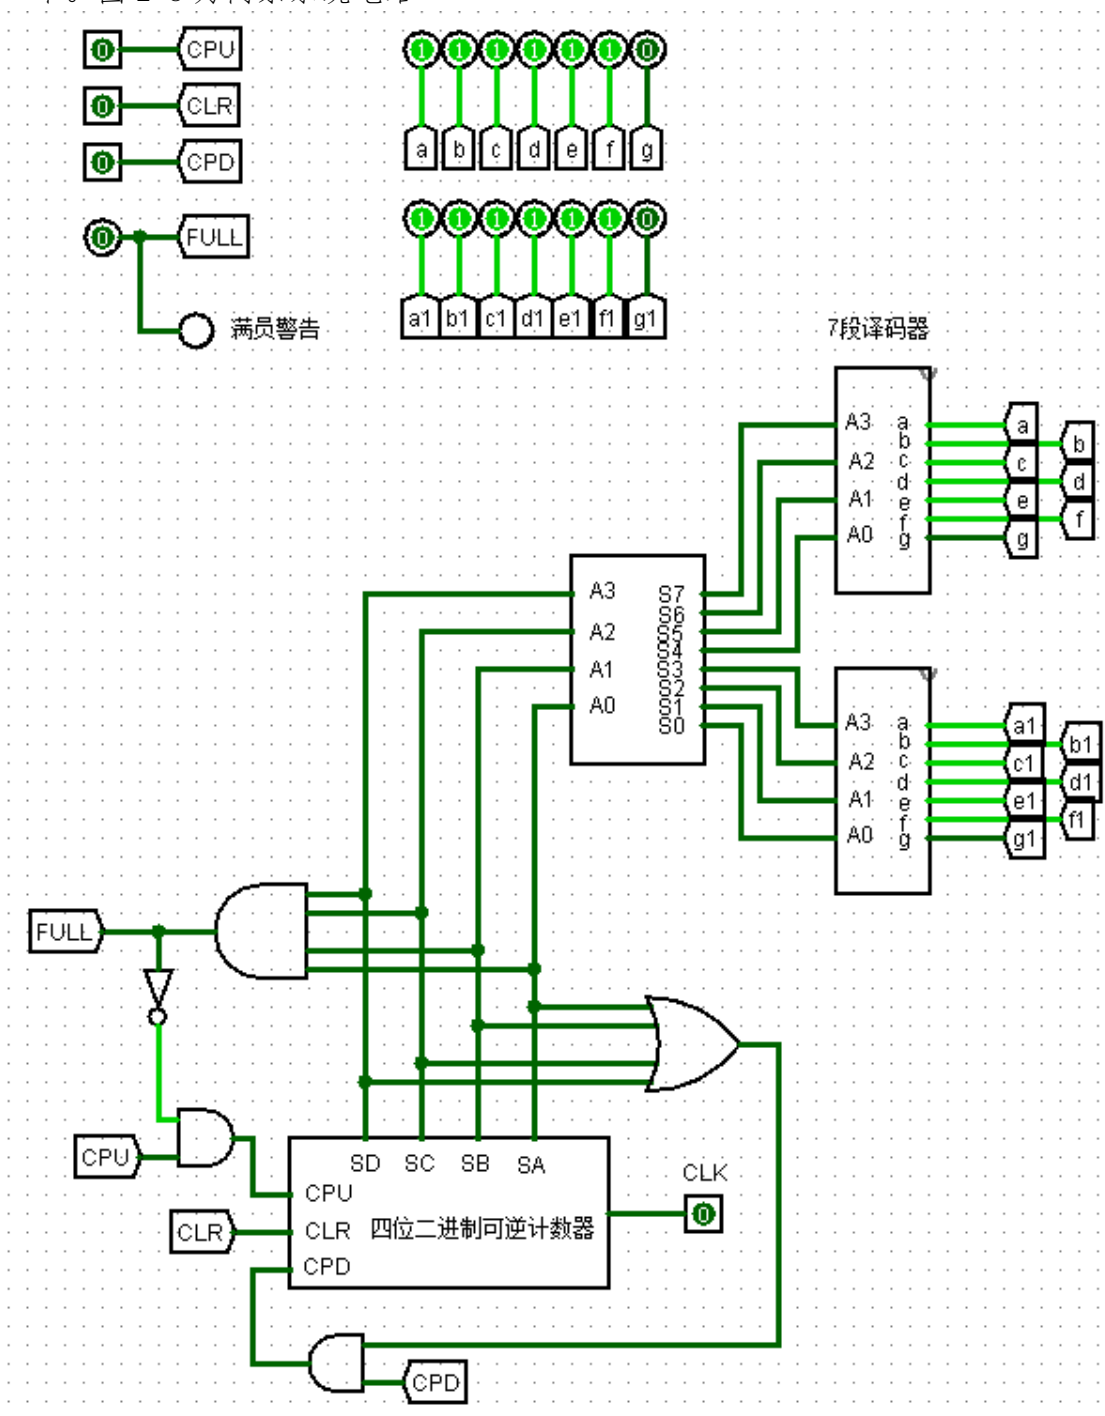 CPU
CLR
CPD
FULL
满员警告
0
0
0
0
1 1 1 1 1 1 0
a b c d e f g
1 1 1 1 1 1 0
a1 b1 c1 d1 e1 f1 g1
7段译码器
A3 a
b
A2 c
d
A1 e
f
A0 g
a
b
c
d
e
f
g
A3 S7
S6
A2 S5
S4
A1 S3
S2
A0 S1
S0
A3 a
b
A2 c
d
A1 e
f
A0 g
a1
b1
c1
d1
e1
f1
g1
FULL
CPU
CLR
SD SC SB SA
CPU
CLR 四位二进制可逆计数器
CPD
CLK
0
CPD